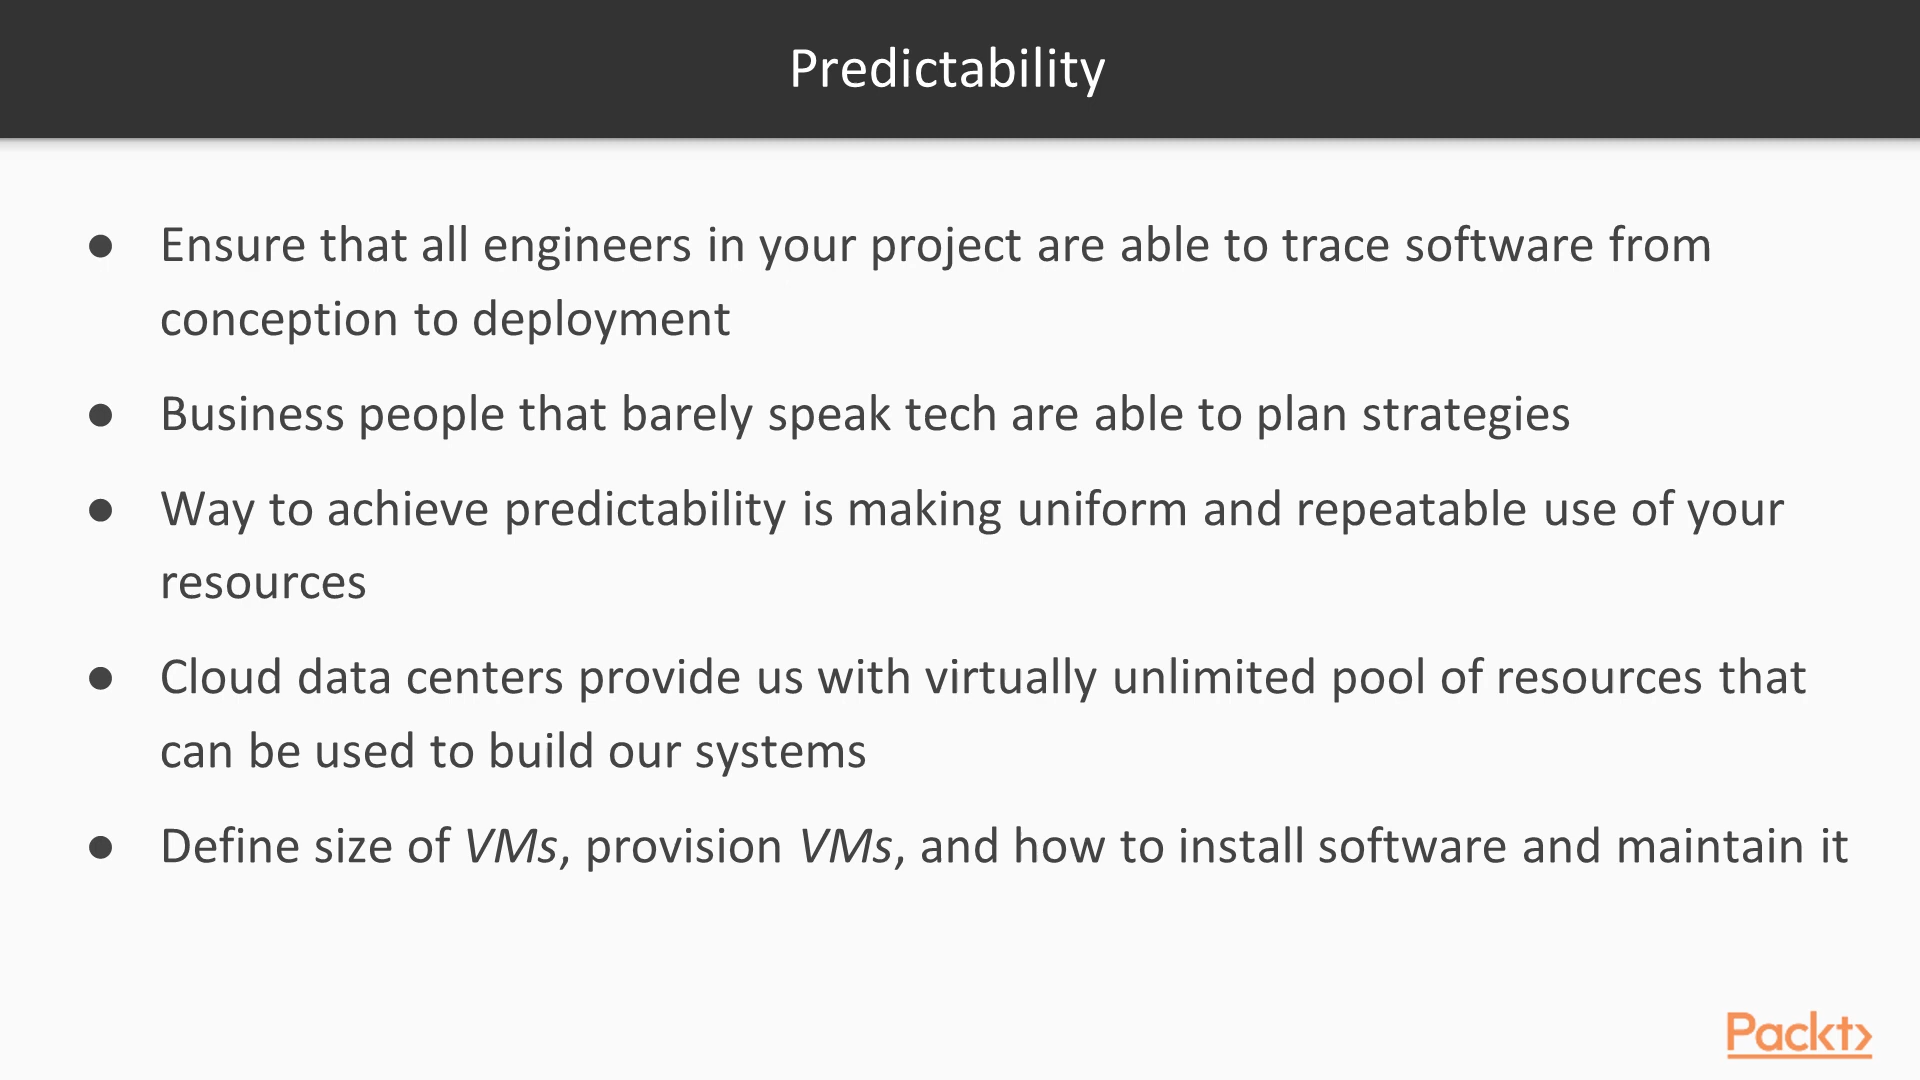 Predictability
● Ensure that all engineers in your project are able to trace software from
conception to deployment
● Business people that barely speak tech are able to plan strategies
● Way to achieve predictability is making uniform and repeatable use of your
resources
● Cloud data centers provide us with virtually unlimited pool of resources that
can be used to build our systems
● Define size of VMs, provision VMs, and how to install software and maintain it
Packt>